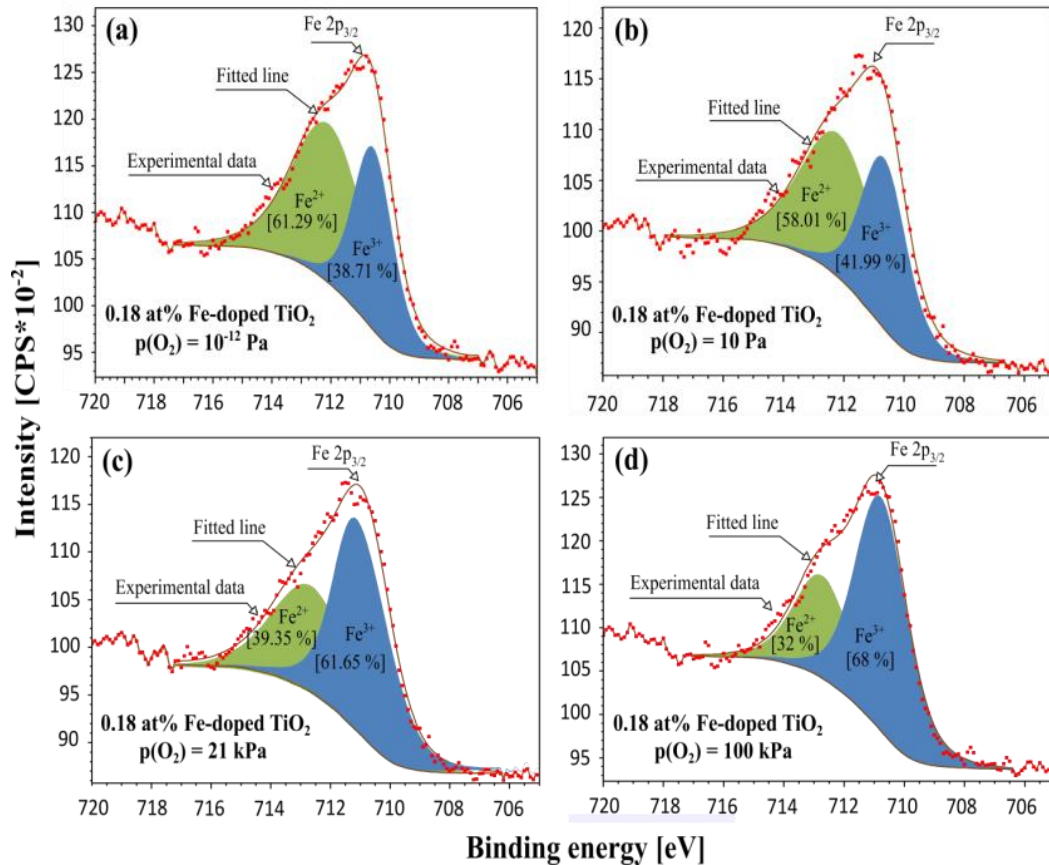 Intensity [CPS*10⁻²]
(a)
Fe 2p₃/₂
Fitted line
Experimental data
Fe²⁺
[61.29 %]
Fe³⁺
[38.71 %]
0.18 at% Fe-doped TiO₂
p(O₂) = 10⁻¹² Pa
130
125
120
115
110
105
100
95
720 718 716 714 712 710 708 706
(b)
Fe 2p₃/₂
Fitted line
Experimental data
Fe²⁺
[58.01 %]
Fe³⁺
[41.99 %]
0.18 at% Fe-doped TiO₂
p(O₂) = 10 Pa
120
115
110
105
100
95
90
720 718 716 714 712 710 708 706
(c)
Fe 2p₃/₂
Fitted line
Experimental data
Fe²⁺
[39.35 %]
Fe³⁺
[61.65 %]
0.18 at% Fe-doped TiO₂
p(O₂) = 21 kPa
120
115
110
105
100
95
90
720 718 716 714 712 710 708 706
(d)
Fe 2p₃/₂
Fitted line
Experimental data
Fe²⁺
[32 %]
Fe³⁺
[68 %]
0.18 at% Fe-doped TiO₂
p(O₂) = 100 kPa
130
125
120
115
110
105
100
95
720 718 716 714 712 710 708 706
Binding energy [eV]